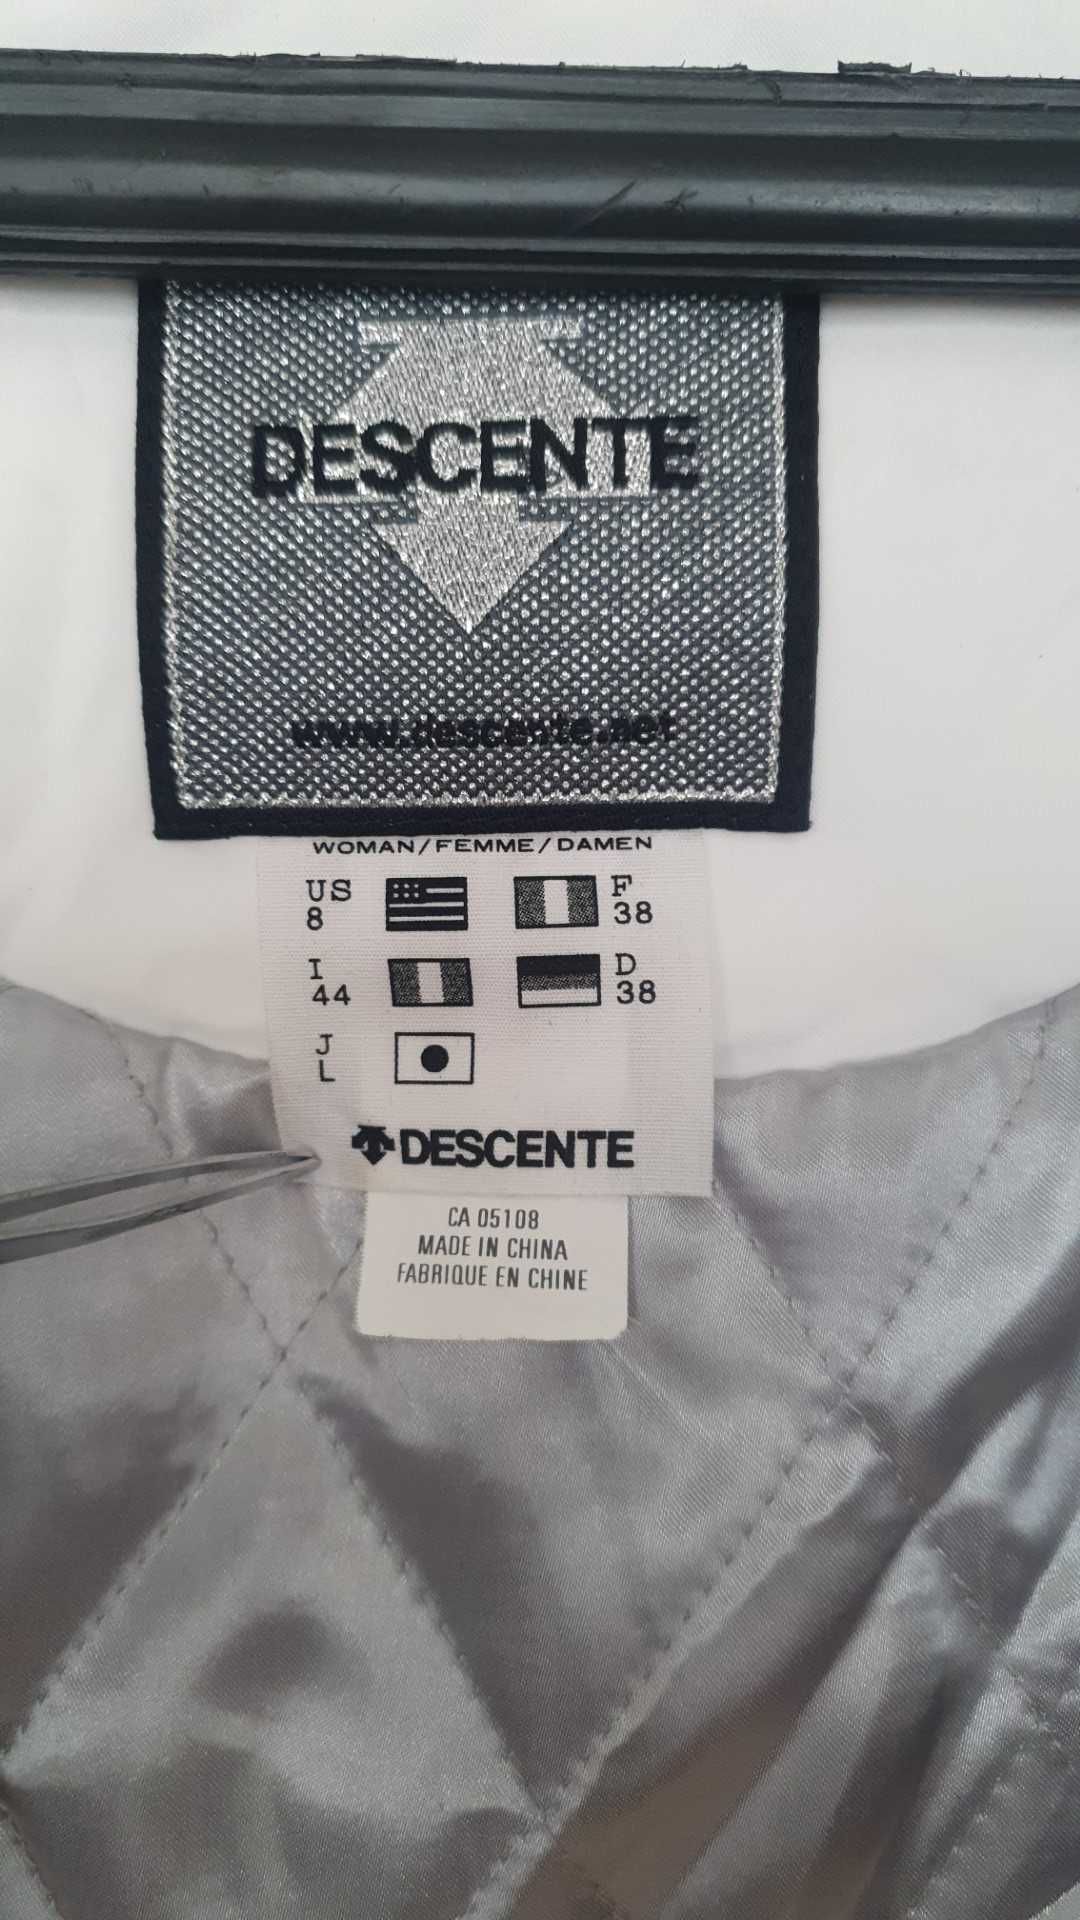 DESCENTE
www.descente.net
WOMAN/FEMME/DAMEN
US 8 F 38
I 44 D 38
J L
DESCENTE
CA 05108
MADE IN CHINA
FABRIQUE EN CHINE